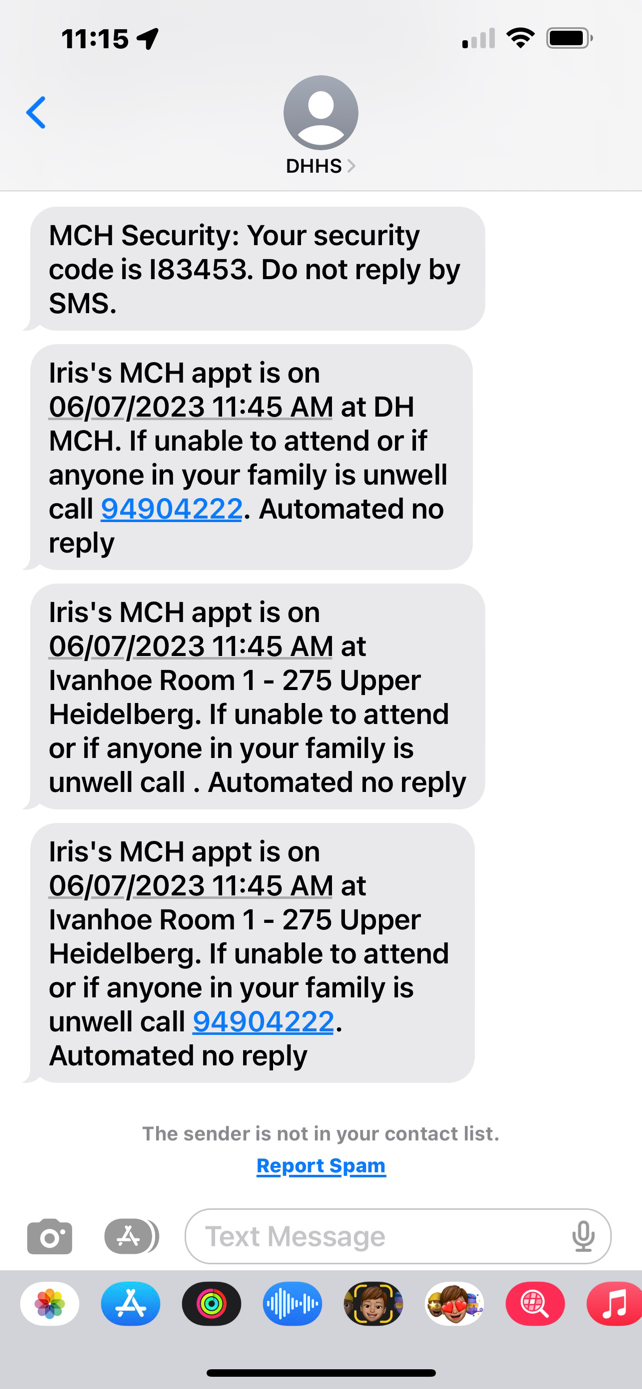 11:15
DHHS
MCH Security: Your security
code is I83453. Do not reply by
SMS.
Iris's MCH appt is on
06/07/2023 11:45 AM at DH
MCH. If unable to attend or if
anyone in your family is unwell
call 94904222. Automated no
reply
Iris's MCH appt is on
06/07/2023 11:45 AM at
Ivanhoe Room 1 - 275 Upper
Heidelberg. If unable to attend
or if anyone in your family is
unwell call . Automated no reply
Iris's MCH appt is on
06/07/2023 11:45 AM at
Ivanhoe Room 1 - 275 Upper
Heidelberg. If unable to attend
or if anyone in your family is
unwell call 94904222.
Automated no reply
The sender is not in your contact list.
Report Spam
Text Message